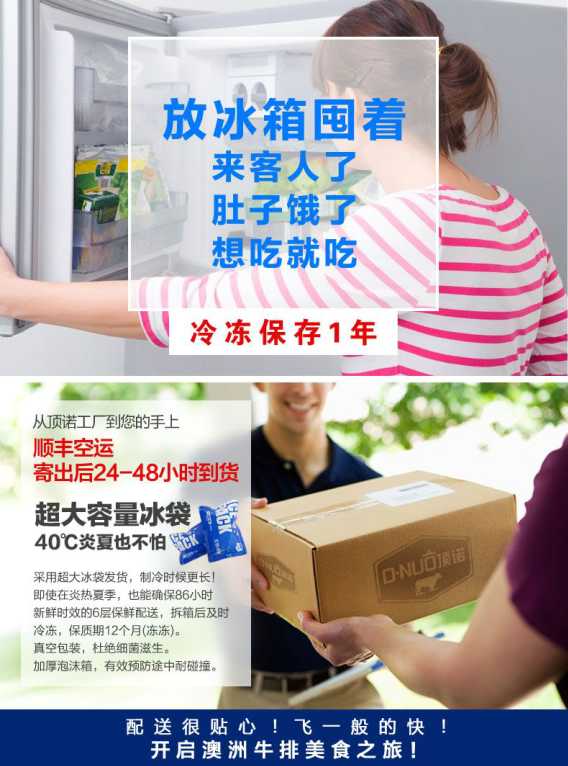 放冰箱囤着
来客人了
肚子饿了
想吃就吃
冷冻保存1年
从顶诺工厂到您的手上
顺丰空运
寄出后24-48小时到货
超大容量冰袋
40℃炎夏也不怕
采用超大冰袋发货，制冷时候更长！
即使在炎热夏季，也能确保86小时
新鲜时效的6层保鲜配送，拆箱后及时
冷冻，保质期12个月(冻冻)。
真空包装，杜绝细菌滋生。
加厚泡沫箱，有效预防途中耐碰撞。
D·NUO顶诺
配送很贴心！飞一般的快！
开启澳洲牛排美食之旅！